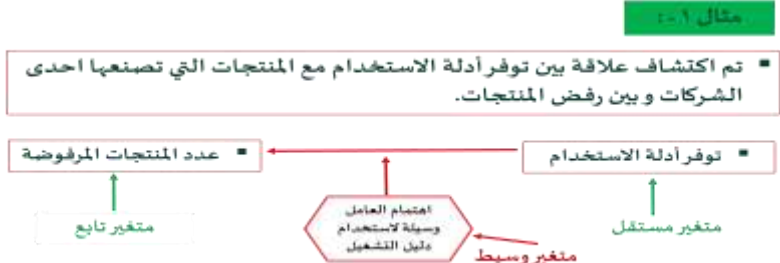 مثال ١ :-
▪ تم اكتشاف علاقة بين توفر أدلة الاستخدام مع المنتجات التي تصنعها احدى
الشركات وبين رفض المنتجات.
▪ توفر أدلة الاستخدام
▪ عدد المنتجات المرفوضة
اهتمام العامل
وسيلة لاستخدام
دليل التشغيل
متغير مستقل
متغير تابع
متغير وسيط